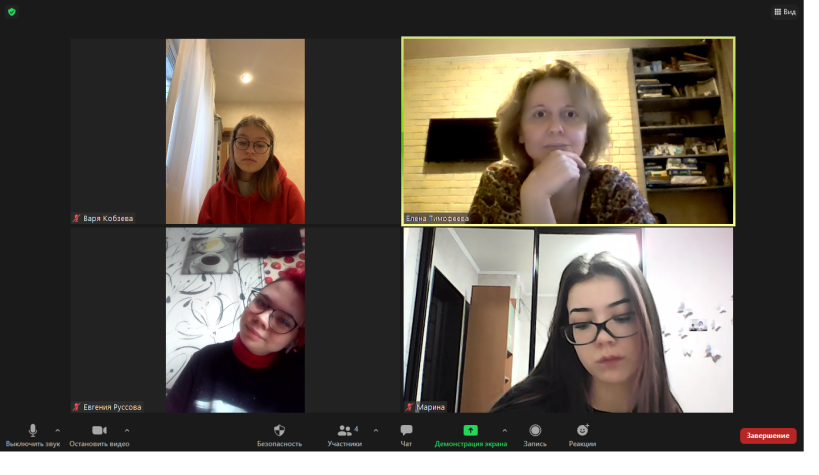 Вид
Варя Кобзева
Елена Тимофеева
Евгения Руссова
Марина
Выключить звук
Остановить видео
Безопасность
Участники
4
Чат
Демонстрация экрана
Запись
Реакции
Завершение